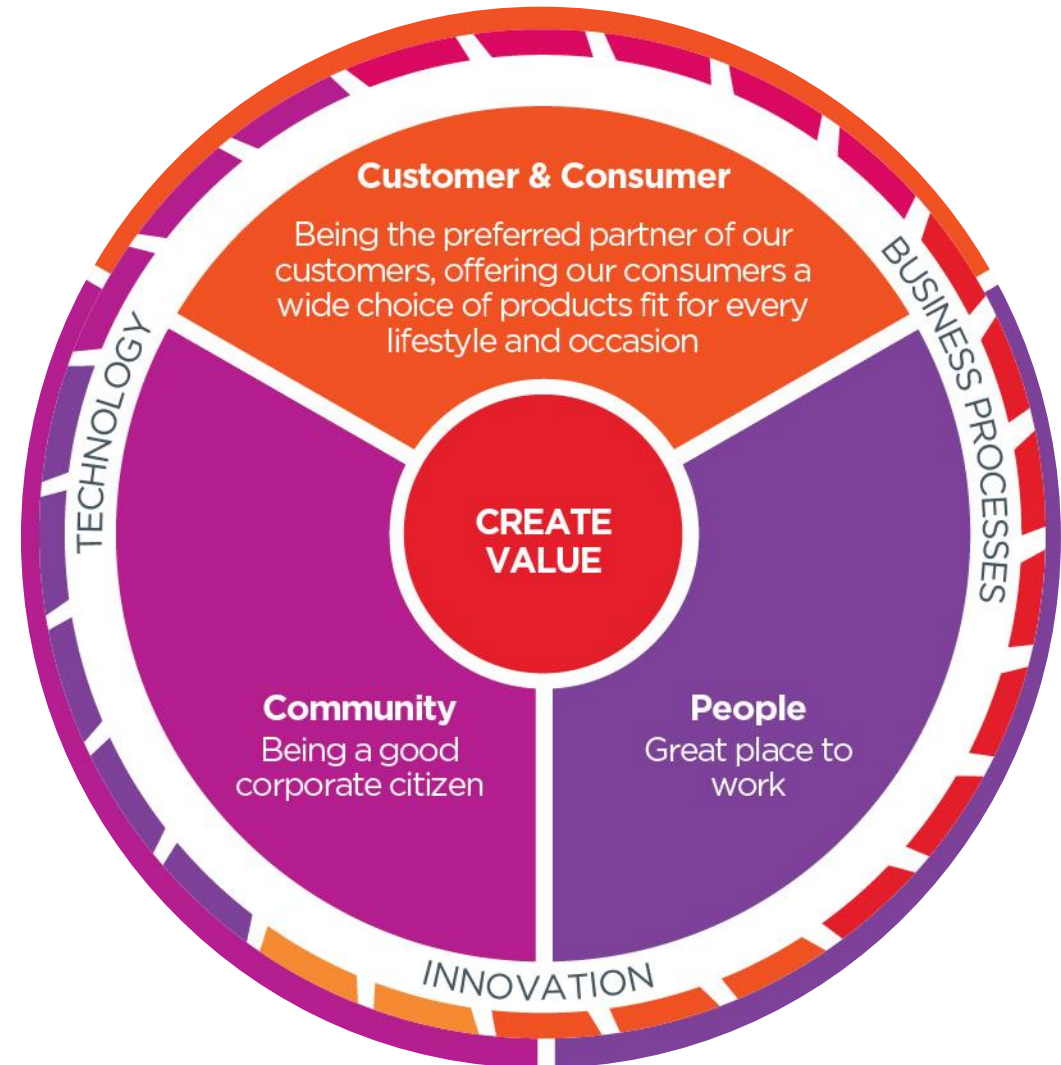 Customer & Consumer
Being the preferred partner of our
customers, offering our consumers a
wide choice of products fit for every
lifestyle and occasion
TECHNOLOGY
BUSINESS PROCESSES
CREATE
VALUE
Community
Being a good
corporate citizen
People
Great place to
work
INNOVATION